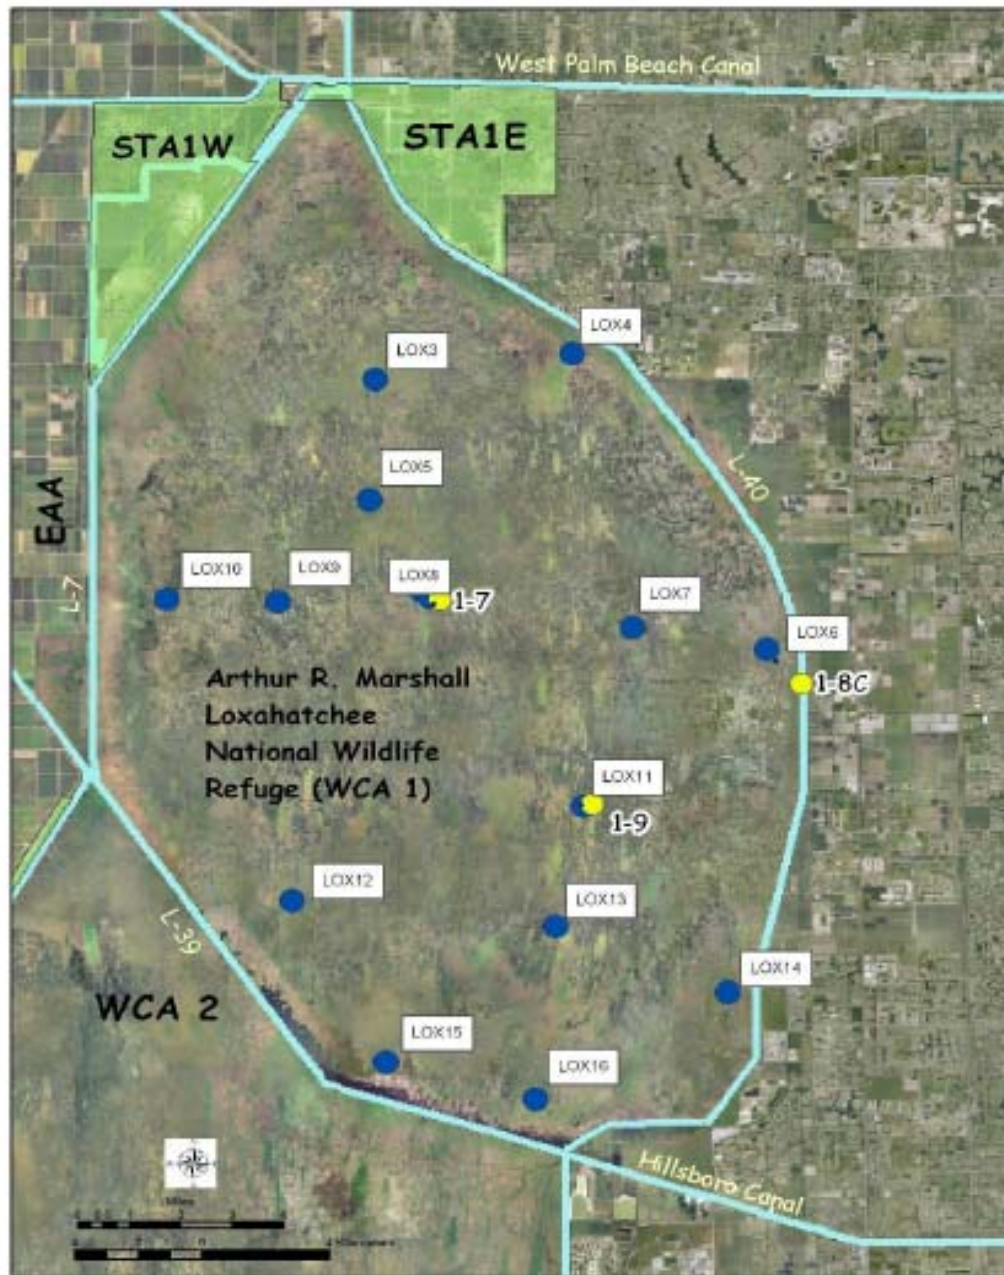 West Palm Beach Canal
STA1W
STA1E
LOX4
LOX3
L-40
LOX5
EAA
LOX10
LOX9
LOX8
1-7
LOX7
L-7
LOX6
1-8C
Arthur R. Marshall
Loxahatchee
National Wildlife
Refuge (WCA 1)
LOX11
1-9
LOX12
LOX13
L-39
LOX14
WCA 2
LOX15
LOX16
Hillsboro Canal
Miles